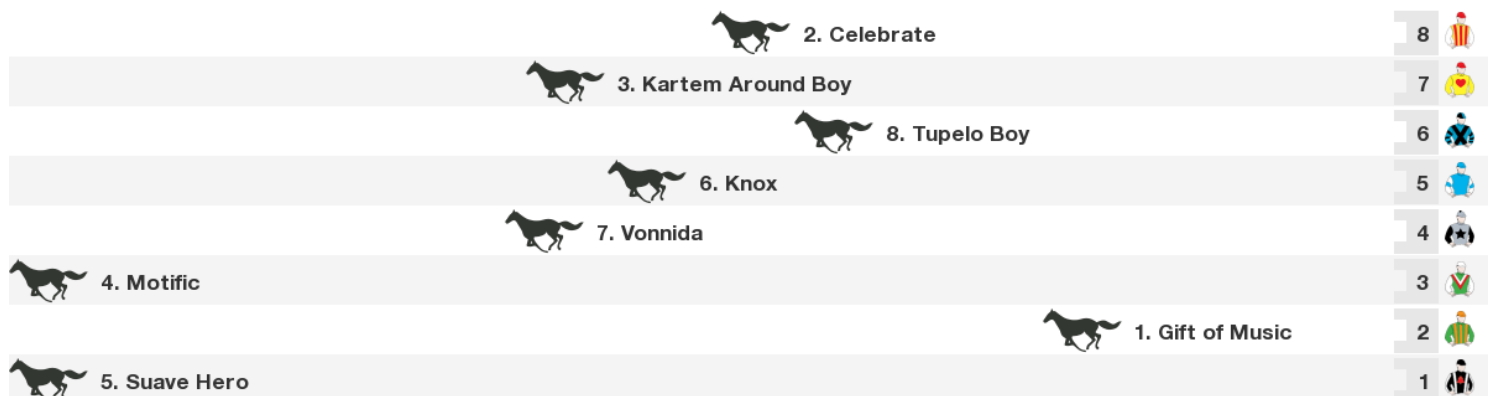 2. Celebrate 8
3. Kartem Around Boy 7
8. Tupelo Boy 6
6. Knox 5
7. Vonnida 4
4. Motific 3
1. Gift of Music 2
5. Suave Hero 1